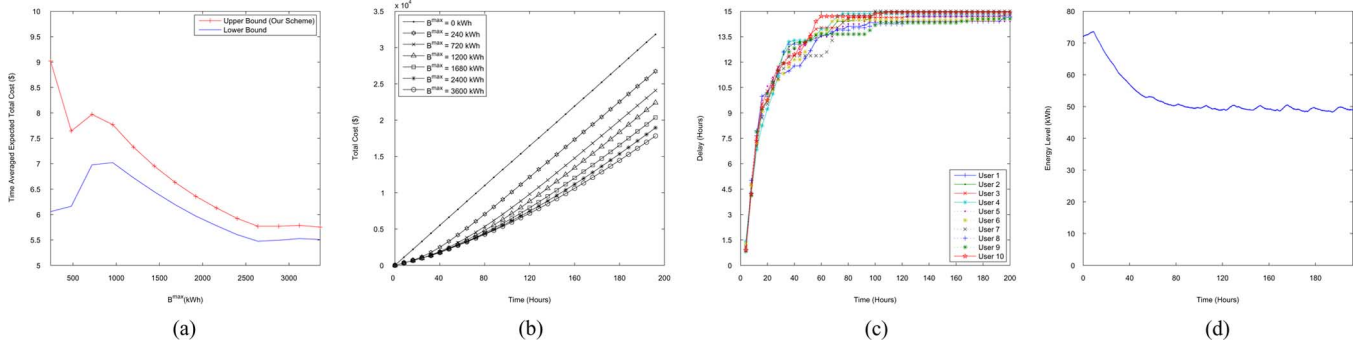 15
9.5
9
8.5
8
7.5
7
6.5
6
5.5
5
Time Averaged Expected Total Cost ($)
Upper Bound (Our Scheme)
Lower Bound
500
1000
1500
2000
2500
3000
B^max(kWh)
(a)
x 10^4
3.5
3
2.5
2
1.5
1
0.5
0
Total Cost ($)
B^max = 0 kWh
B^max = 240 kWh
B^max = 720 kWh
B^max = 1200 kWh
B^max = 1680 kWh
B^max = 2400 kWh
B^max = 3600 kWh
0
40
80
120
160
200
Time (Hours)
(b)
15
13.5
12
10.5
9
7.5
6
4.5
3
1.5
0
Delay (Hours)
User 1
User 2
User 3
User 4
User 5
User 6
User 7
User 8
User 9
User 10
0
20
40
60
80
100
120
140
160
180
200
Time (Hours)
(c)
100
90
80
70
60
50
40
30
20
10
0
Energy Level (kWh)
0
40
80
120
160
200
Time (Hours)
(d)